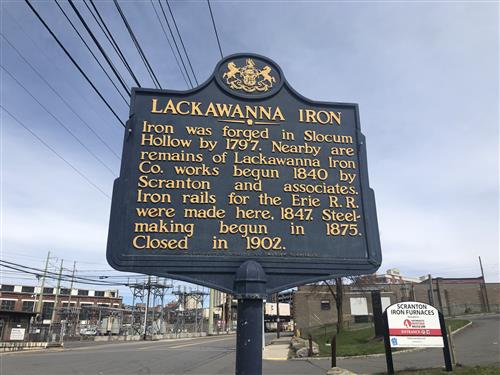 LACKAWANNA IRON
Iron was forged in Slocum
Hollow by 1797. Nearby are
remains of Lackawanna Iron
Co. works begun 1840 by
Scranton and associates.
Iron rails for the Erie R.R.
were made here, 1847. Steel-
making begun in 1875.
Closed in 1902.
SCRANTON
IRON FURNACES
ENTRANCE